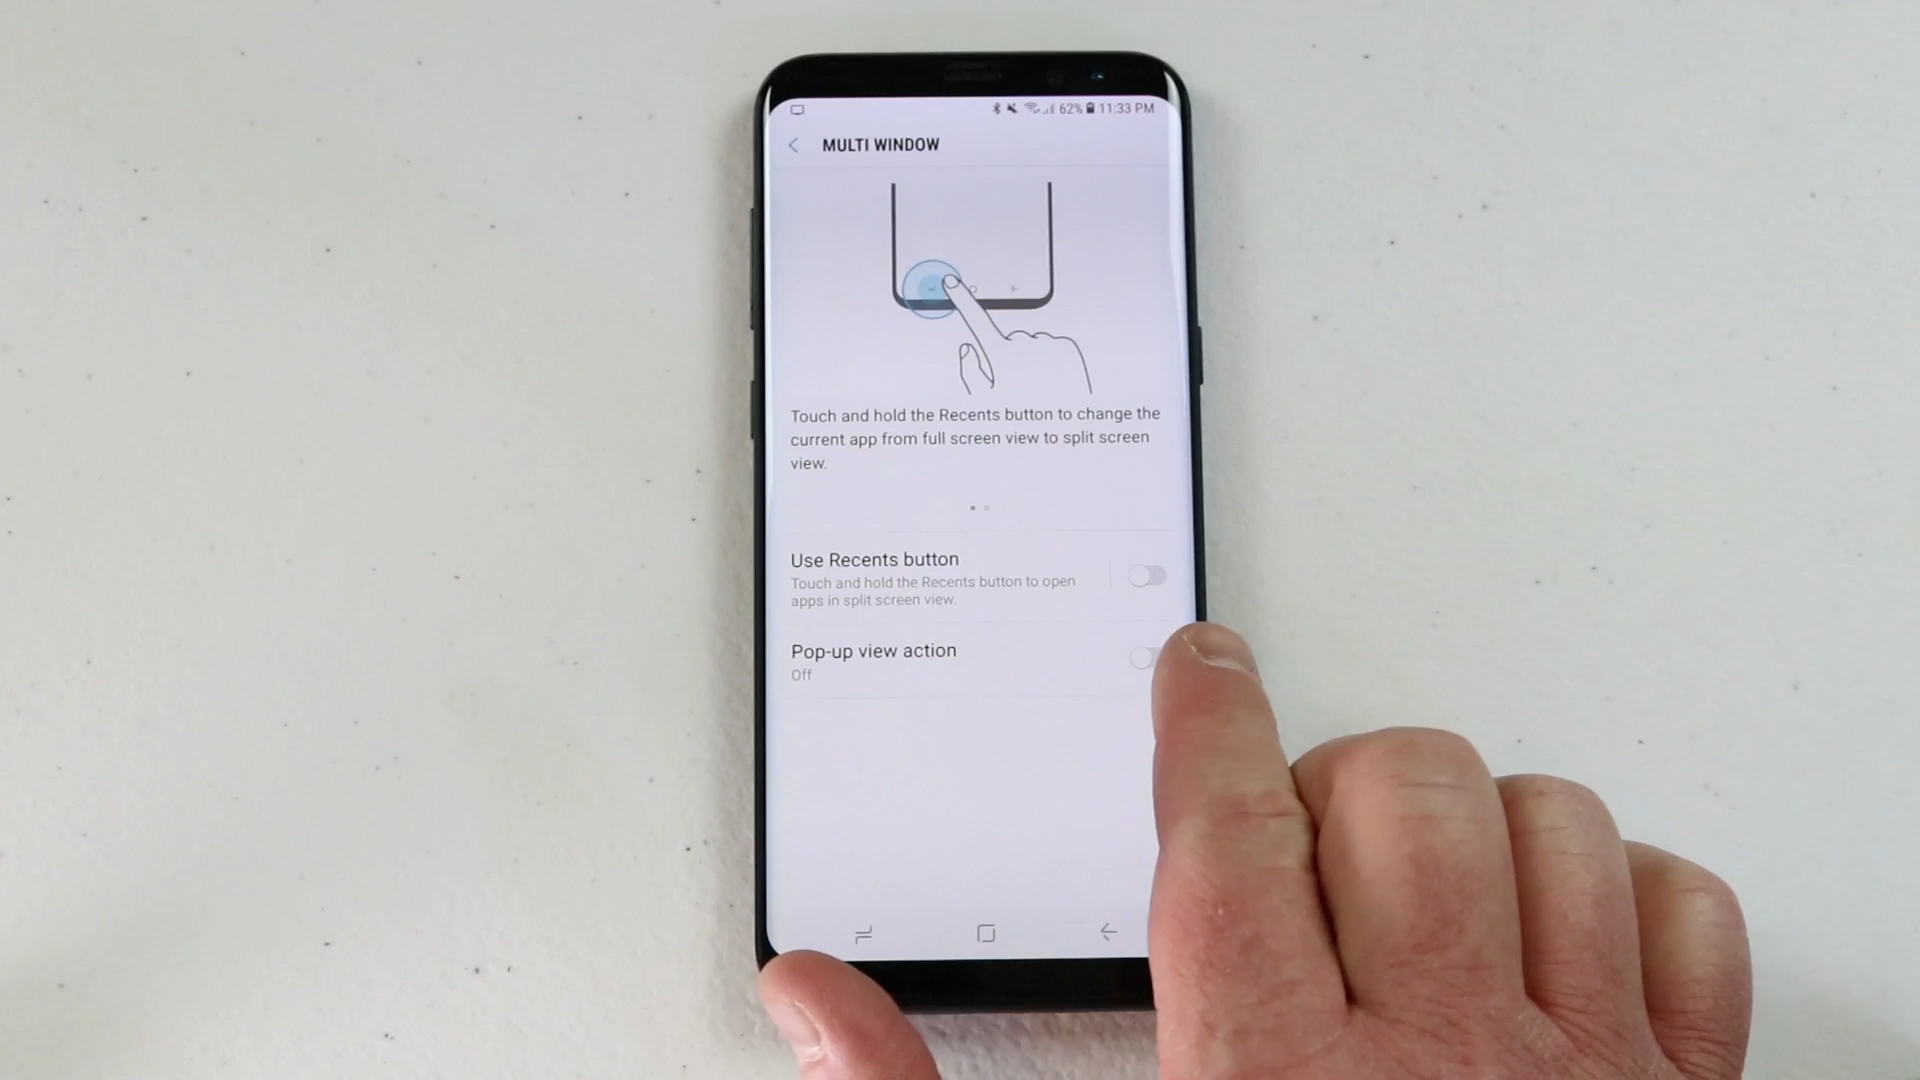 62% 11:33 PM
MULTI WINDOW
Touch and hold the Recents button to change the
current app from full screen view to split screen
view.
Use Recents button
Touch and hold the Recents button to open
apps in split screen view.
Pop-up view action
Off